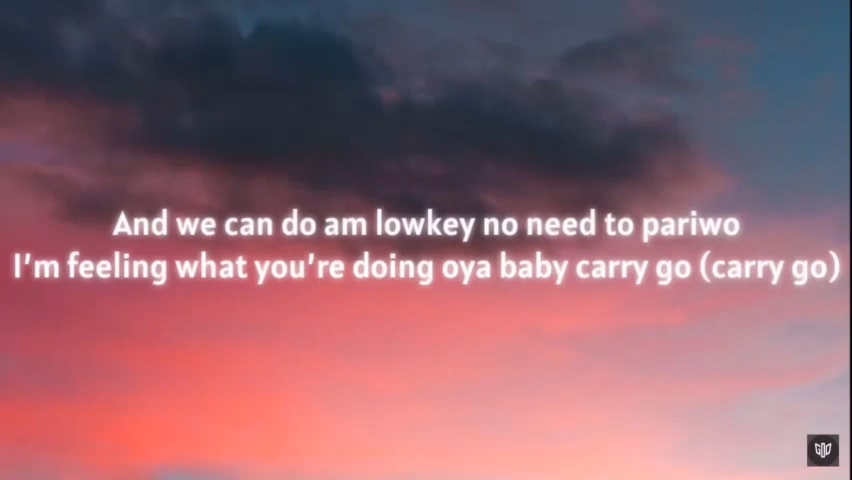 And we can do am lowkey no need to pariwo
I'm feeling what you're doing oya baby carry go (carry go)